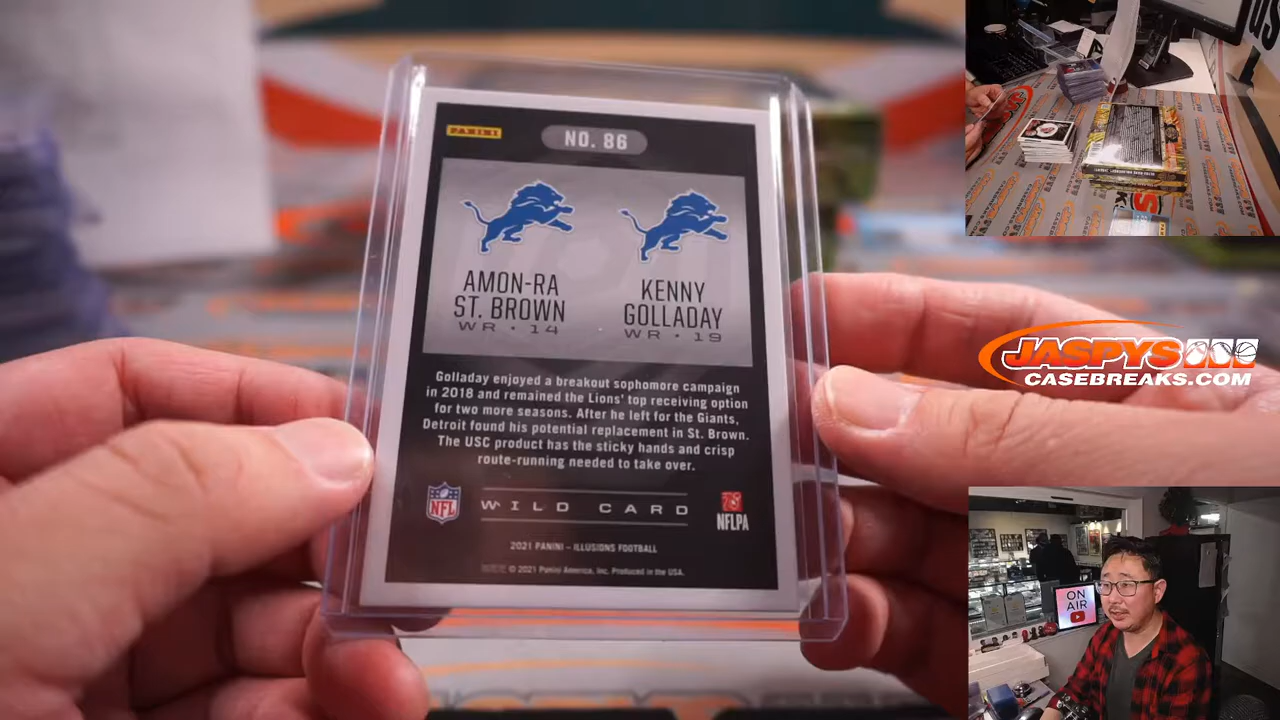 PANINI
NO. 86
AMON-RA
ST. BROWN
WR • 14
KENNY
GOLLADAY
WR • 19
Golladay enjoyed a breakout sophomore campaign
in 2018 and remained the Lions' top receiving option
for two more seasons. After he left for the Giants,
Detroit found his potential replacement in St. Brown.
The USC product has the sticky hands and crisp
route-running needed to take over.
NFL
WILD CARD
NFLPA
2021 PANINI – ILLUSIONS FOOTBALL
© 2021 Panini America, Inc. Produced in the USA.
JASPYS
CASEBREAKS.COM
ON
AIR